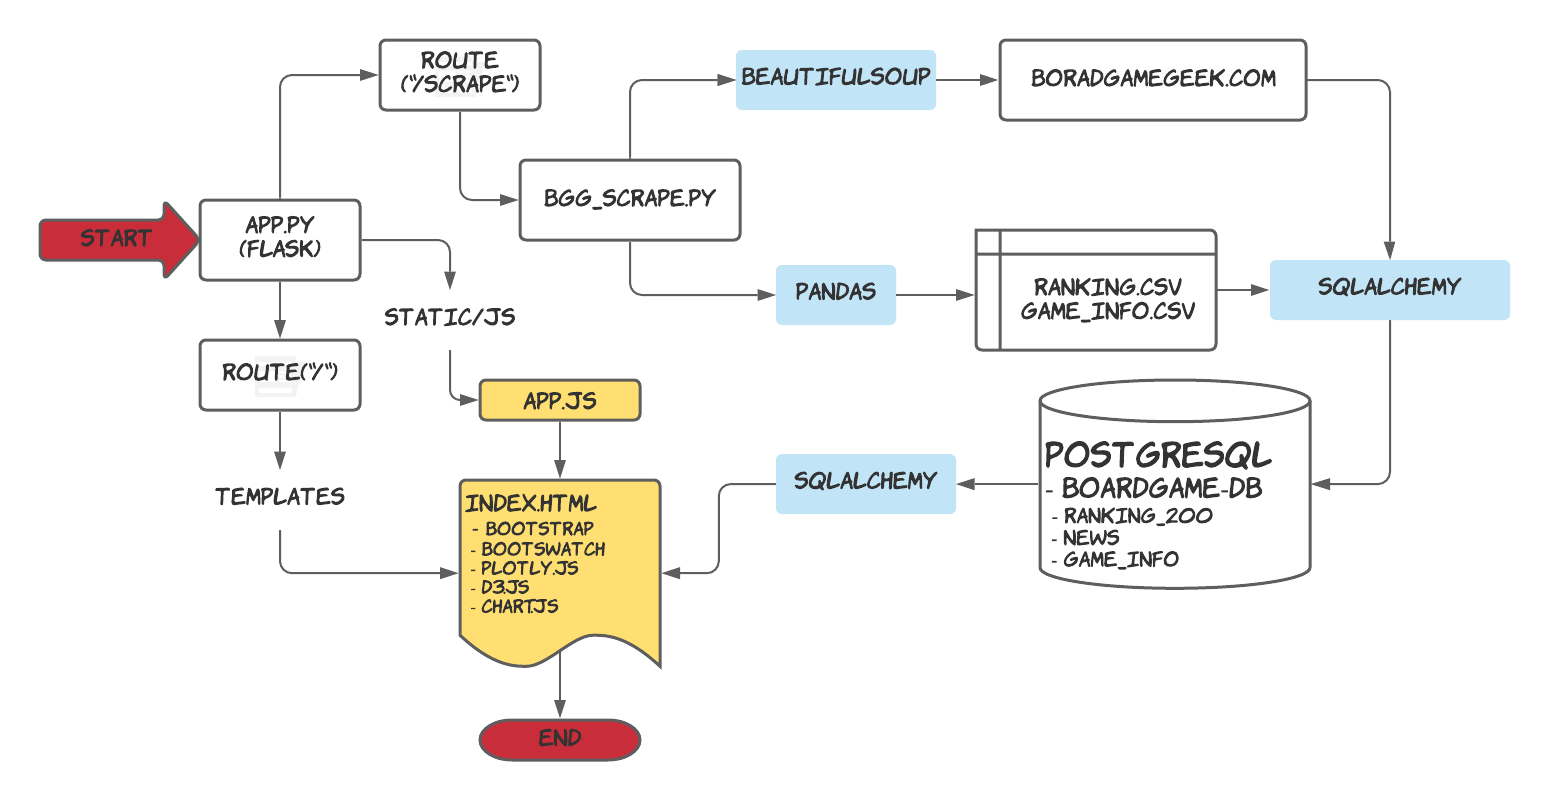 ROUTE
("/SCRAPE")
BEAUTIFULSOUP
BORADGAMEGEEK.COM
BGG_SCRAPE.PY
START
APP.PY
(FLASK)
PANDAS
RANKING.CSV
GAME_INFO.CSV
SQLALCHEMY
STATIC/JS
ROUTE("/")
APP.JS
TEMPLATES
INDEX.HTML
- BOOTSTRAP
- BOOTSWATCH
- PLOTLY.JS
- D3.JS
- CHART.JS
SQLALCHEMY
POSTGRESQL
- BOARDGAME-DB
- RANKING_200
- NEWS
- GAME_INFO
END